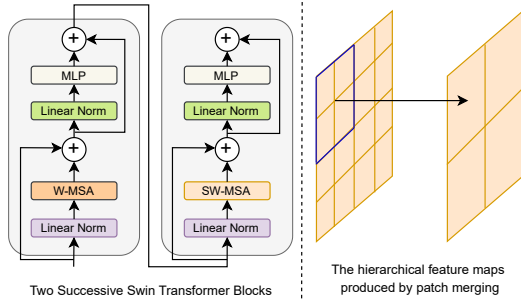 +
MLP
Linear Norm
+
W-MSA
Linear Norm
+
MLP
Linear Norm
+
SW-MSA
Linear Norm
Two Successive Swin Transformer Blocks
The hierarchical feature maps
produced by patch merging